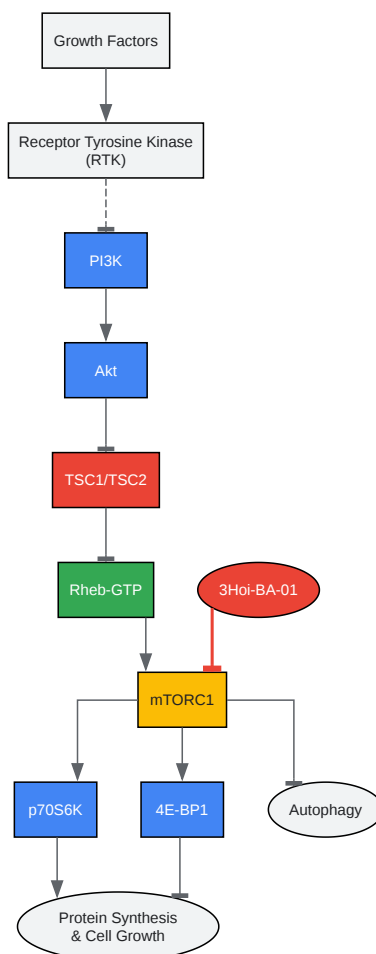 Growth Factors
Receptor Tyrosine Kinase
(RTK)
PI3K
Akt
TSC1/TSC2
Rheb-GTP
3Hoi-BA-01
mTORC1
p70S6K
4E-BP1
Autophagy
Protein Synthesis
& Cell Growth